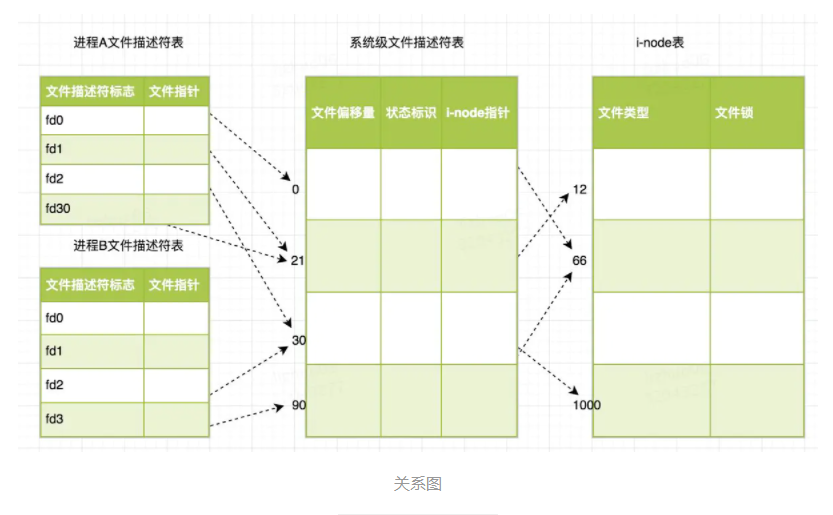 进程A文件描述符表
系统级文件描述符表
i-node表
文件描述符标志
文件指针
fd0
fd1
fd2
fd30
进程B文件描述符表
文件描述符标志
文件指针
fd0
fd1
fd2
fd3
文件偏移量
状态标识
i-node指针
0
21
30
90
文件类型
文件锁
12
66
1000
关系图